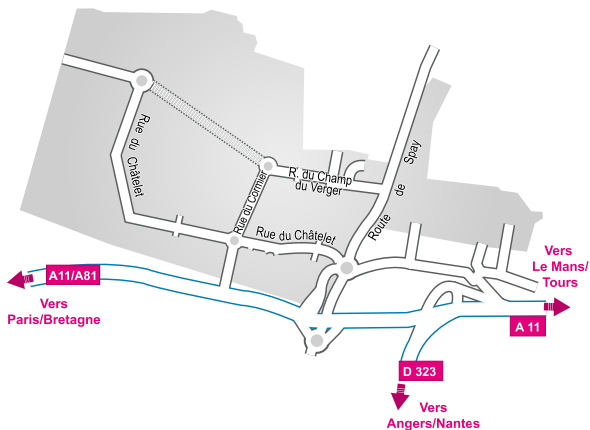 Rue du Châtelet
Rue du Cormier
R. du Champ
du Verger
Route de Spay
Rue du Châtelet
A11/A81
Vers
Paris/Bretagne
Vers
Le Mans/
Tours
A 11
D 323
Vers
Angers/Nantes